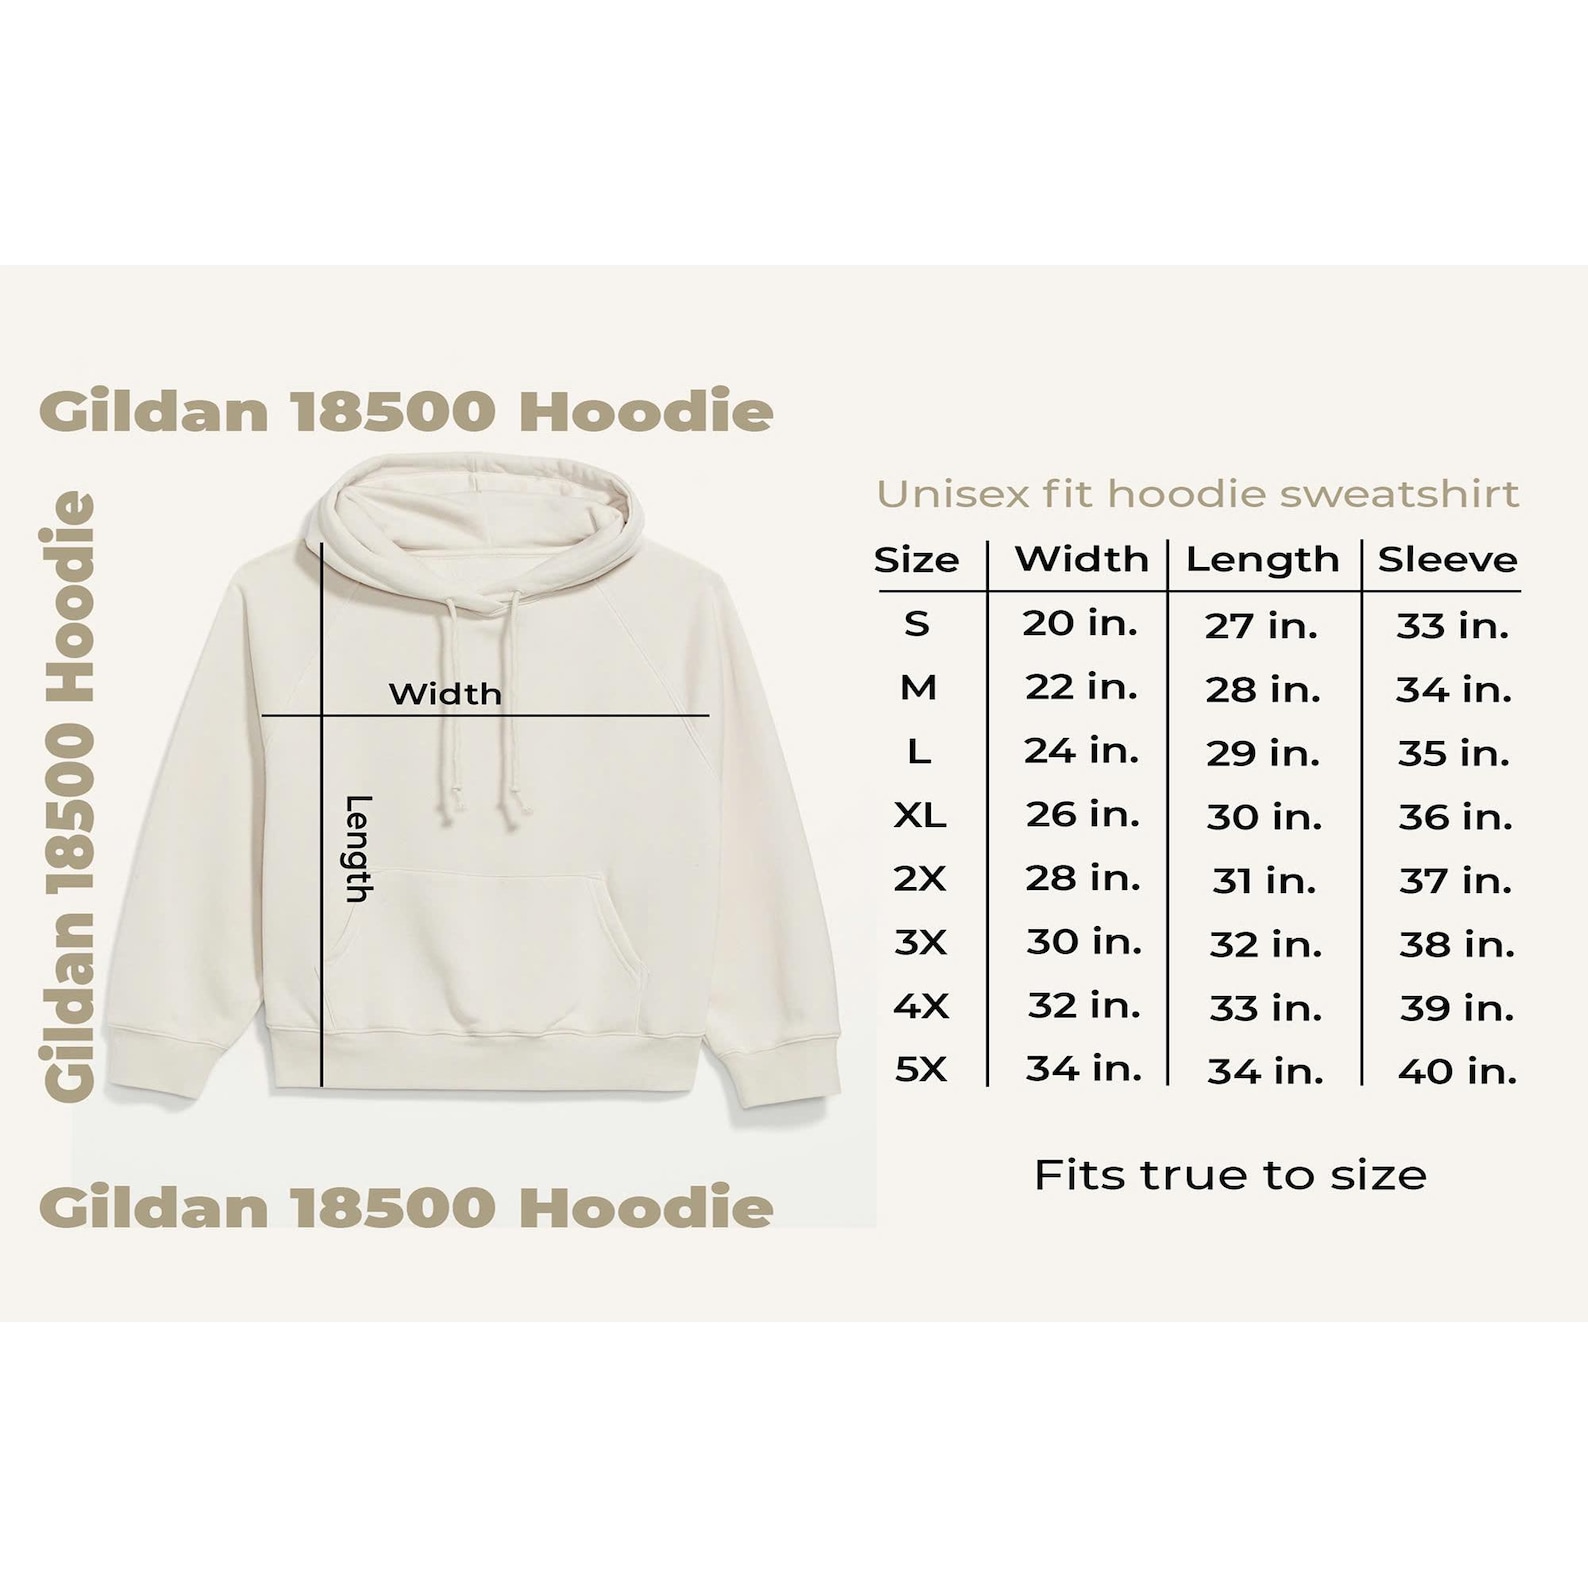 Gildan 18500 Hoodie
Gildan 18500 Hoodie
Width
Length
Gildan 18500 Hoodie
Unisex fit hoodie sweatshirt
Size Width Length Sleeve
S 20 in. 27 in. 33 in.
M 22 in. 28 in. 34 in.
L 24 in. 29 in. 35 in.
XL 26 in. 30 in. 36 in.
2X 28 in. 31 in. 37 in.
3X 30 in. 32 in. 38 in.
4X 32 in. 33 in. 39 in.
5X 34 in. 34 in. 40 in.
Fits true to size